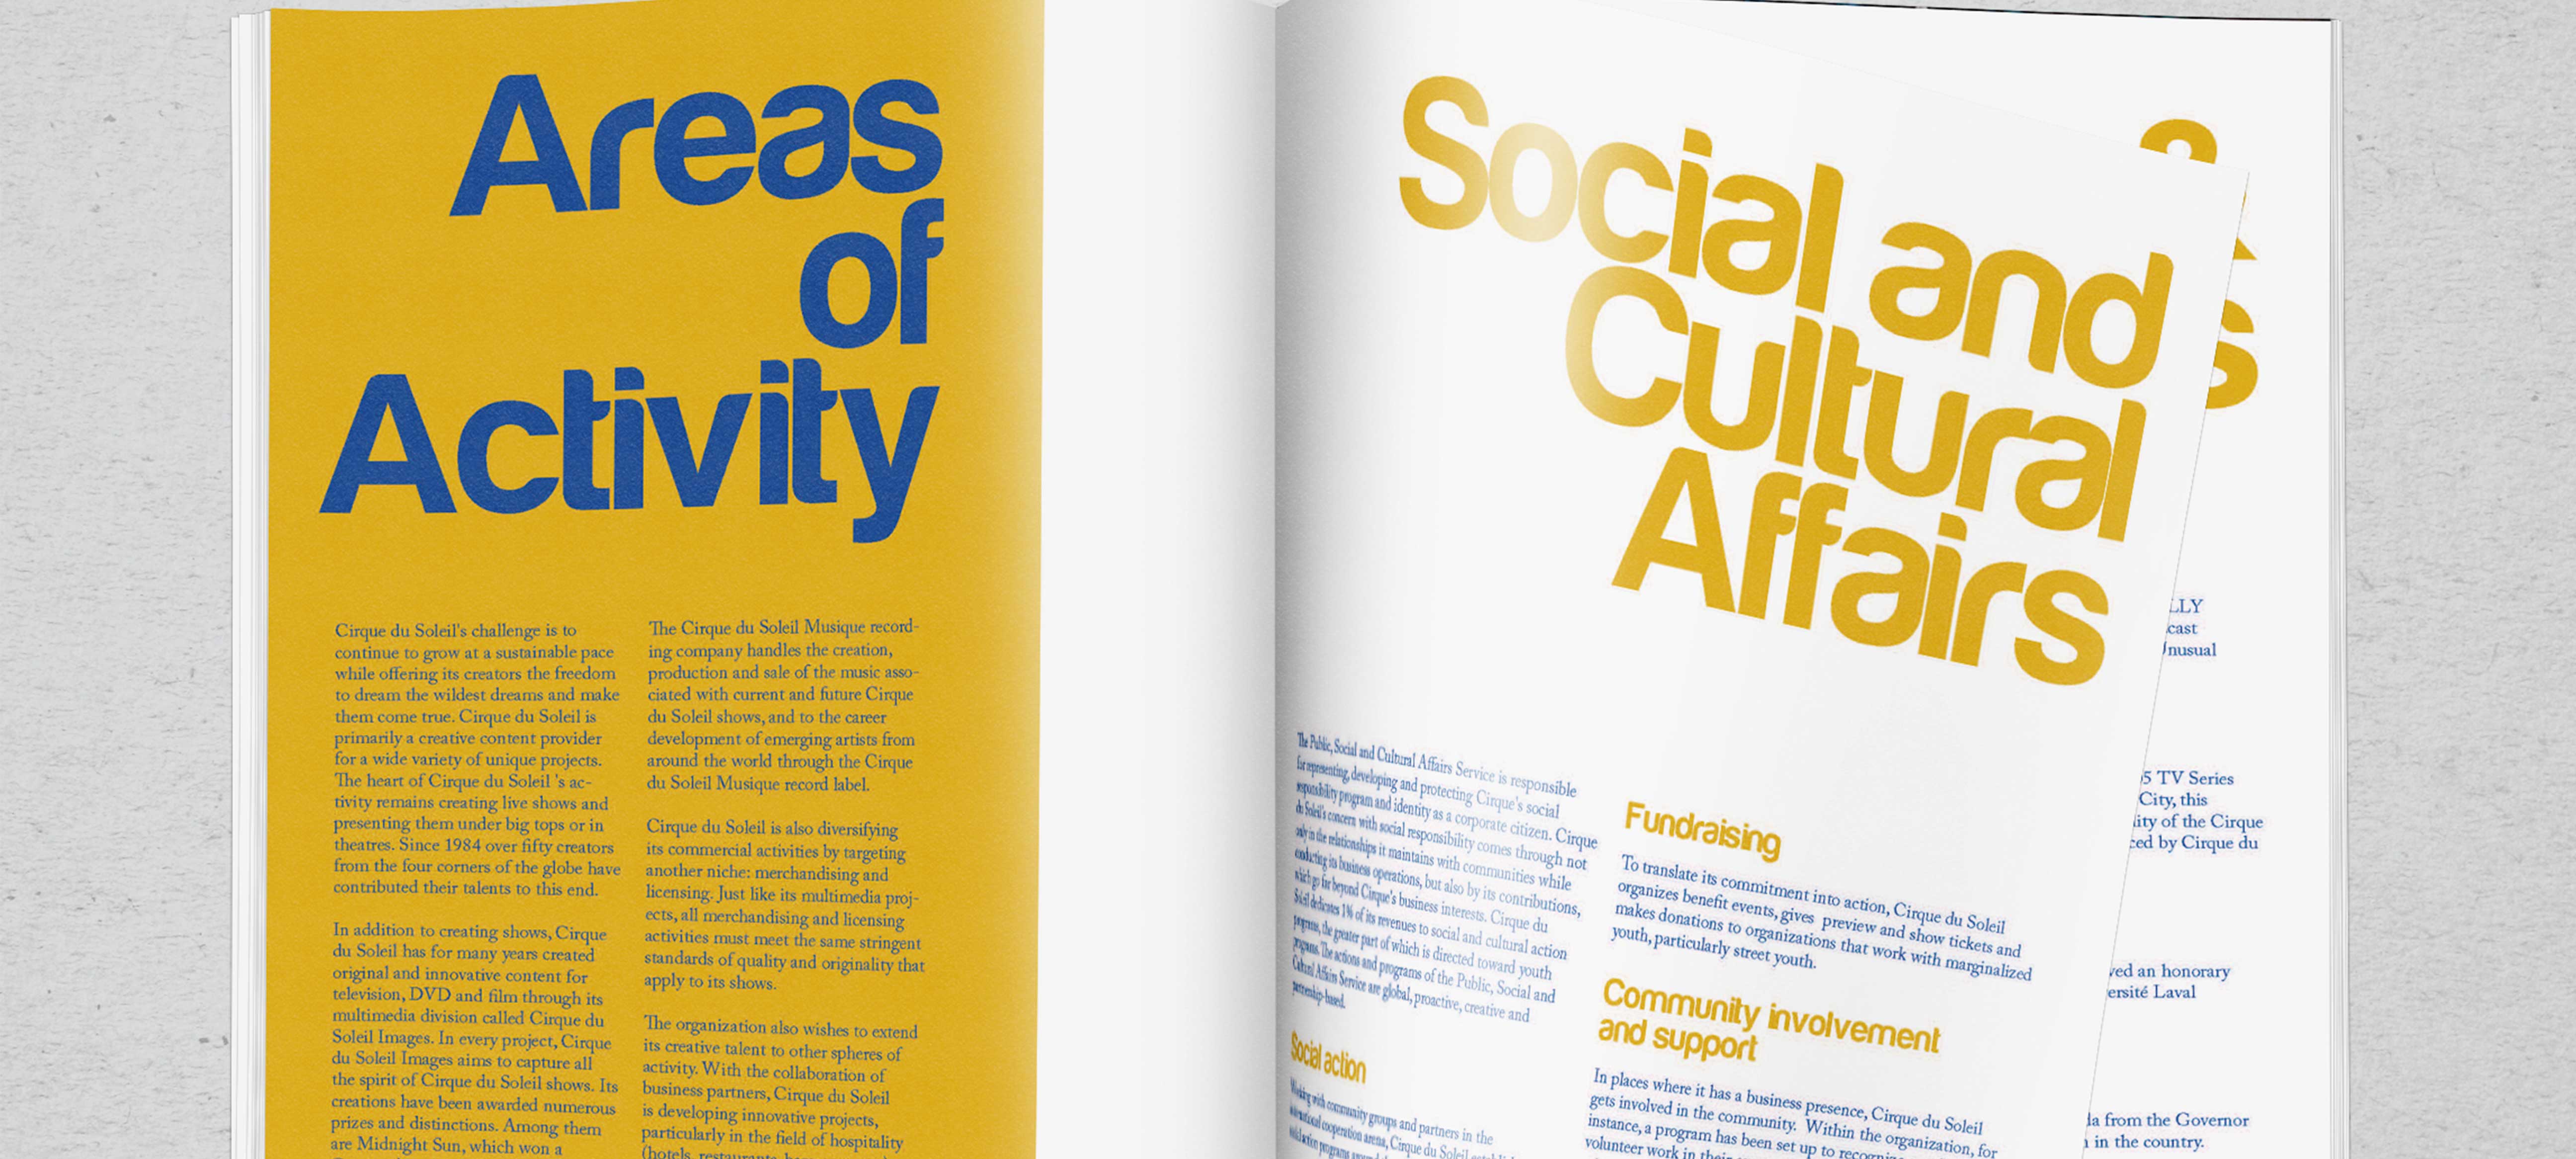 Areas
of
Activity
Cirque du Soleil's challenge is to
continue to grow at a sustainable pace
while offering its creators the freedom
to dream the wildest dreams and make
them come true. Cirque du Soleil is
primarily a creative content provider
for a wide variety of unique projects.
The heart of Cirque du Soleil 's ac-
tivity remains creating live shows and
presenting them under big tops or in
theatres. Since 1984 over fifty creators
from the four corners of the globe have
contributed their talents to this end.
In addition to creating shows, Cirque
du Soleil has for many years created
original and innovative content for
television, DVD and film through its
multimedia division called Cirque du
Soleil Images. In every project, Cirque
du Soleil Images aims to capture all
the spirit of Cirque du Soleil shows. Its
creations have been awarded numerous
prizes and distinctions. Among them
are Midnight Sun, which won a
The Cirque du Soleil Musique record-
ing company handles the creation,
production and sale of the music asso-
ciated with current and future Cirque
du Soleil shows, and to the career
development of emerging artists from
around the world through the Cirque
du Soleil Musique record label.
Cirque du Soleil is also diversifying
its commercial activities by targeting
another niche: merchandising and
licensing. Just like its multimedia proj-
ects, all merchandising and licensing
activities must meet the same stringent
standards of quality and originality that
apply to its shows.
The organization also wishes to extend
its creative talent to other spheres of
activity. With the collaboration of
business partners, Cirque du Soleil
is developing innovative projects,
particularly in the field of hospitality
(hotels, restaurants
Social and
Cultural
Affairs
The Public, Social and Cultural Affairs Service is responsible
for representing, developing and protecting Cirque's social
responsibility program and identity as a corporate citizen. Cirque
du Soleil's concern with social responsibility comes through not
only in the relationships it maintains with communities while
conducting its business operations, but also by its contributions,
which go far beyond Cirque's business interests. Cirque du
Soleil dedicates 1% of its revenues to social and cultural action
programs, the greater part of which is directed toward youth
programs. The actions and programs of the Public, Social and
Cultural Affairs Service are global, proactive, creative and
partnership-based.
Social action
Working with community groups and partners in the
international cooperation arena, Cirque du Soleil
Fundraising
To translate its commitment into action, Cirque du Soleil
organizes benefit events, gives preview and show tickets and
makes donations to organizations that work with marginalized
youth, particularly street youth.
Community involvement
and support
In places where it has a business presence, Cirque du Soleil
gets involved in the community. Within the organization, for
instance, a program has been set up to
volunteer work in their
s
LLY
cast
Unusual
5 TV Series
City, this
ity of the Cirque
ced by Cirque du
ved an honorary
ersité Laval
da from the Governor
in the country.